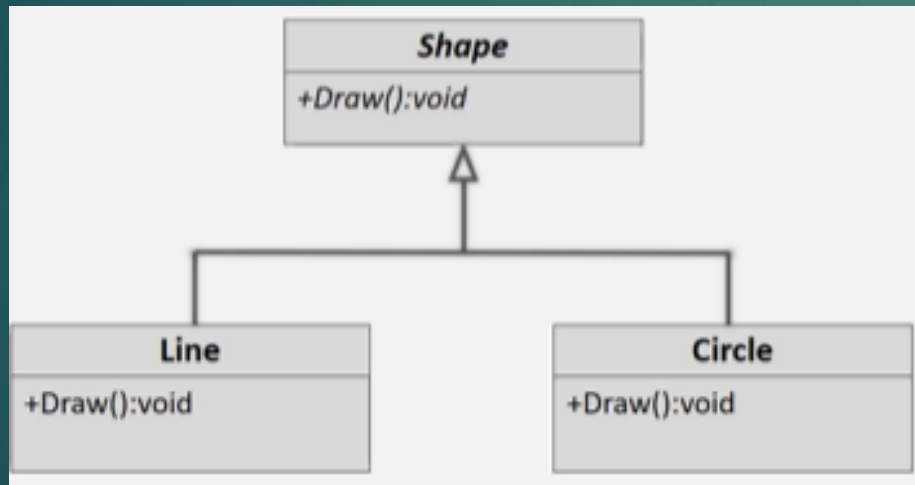 Shape
+Draw():void
Line
+Draw():void
Circle
+Draw():void